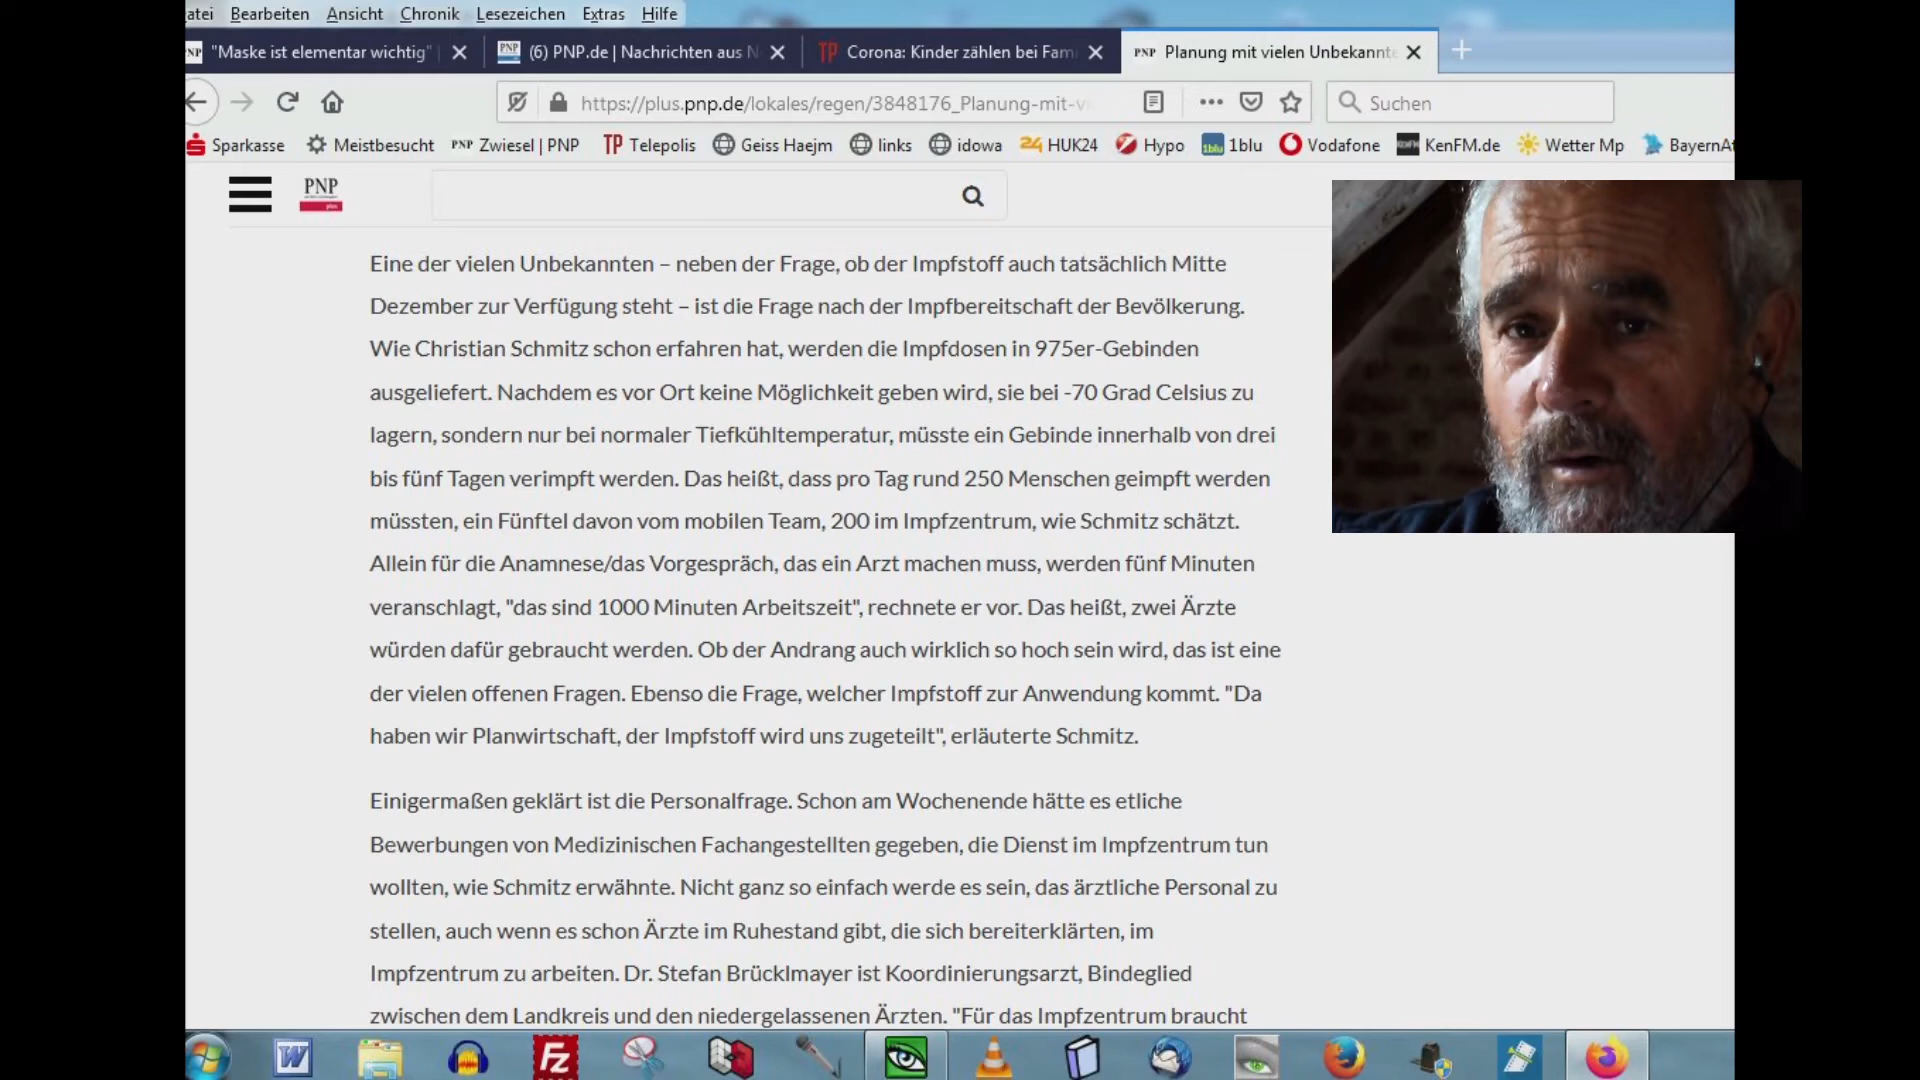 atei Bearbeiten Ansicht Chronik Lesezeichen Extras Hilfe
PNP "Maske ist elementar wichtig" PNP (6) PNP.de | Nachrichten aus N TP Corona: Kinder zählen bei Fam PNP Planung mit vielen Unbekannte
https://plus.pnp.de/lokales/regen/3848176_Planung-mit-v Suchen
Sparkasse Meistbesucht PNP Zwiesel | PNP TP Telepolis Geiss Haejm links idowa 24 HUK24 Hypo 1blu 1blu Vodafone KENFM KenFM.de Wetter Mp BayernAt
PNP
plus
Eine der vielen Unbekannten – neben der Frage, ob der Impfstoff auch tatsächlich Mitte
Dezember zur Verfügung steht – ist die Frage nach der Impfbereitschaft der Bevölkerung.
Wie Christian Schmitz schon erfahren hat, werden die Impfdosen in 975er-Gebinden
ausgeliefert. Nachdem es vor Ort keine Möglichkeit geben wird, sie bei -70 Grad Celsius zu
lagern, sondern nur bei normaler Tiefkühltemperatur, müsste ein Gebinde innerhalb von drei
bis fünf Tagen verimpft werden. Das heißt, dass pro Tag rund 250 Menschen geimpft werden
müssten, ein Fünftel davon vom mobilen Team, 200 im Impfzentrum, wie Schmitz schätzt.
Allein für die Anamnese/das Vorgespräch, das ein Arzt machen muss, werden fünf Minuten
veranschlagt, "das sind 1000 Minuten Arbeitszeit", rechnete er vor. Das heißt, zwei Ärzte
würden dafür gebraucht werden. Ob der Andrang auch wirklich so hoch sein wird, das ist eine
der vielen offenen Fragen. Ebenso die Frage, welcher Impfstoff zur Anwendung kommt. "Da
haben wir Planwirtschaft, der Impfstoff wird uns zugeteilt", erläuterte Schmitz.
Einigermaßen geklärt ist die Personalfrage. Schon am Wochenende hätte es etliche
Bewerbungen von Medizinischen Fachangestellten gegeben, die Dienst im Impfzentrum tun
wollten, wie Schmitz erwähnte. Nicht ganz so einfach werde es sein, das ärztliche Personal zu
stellen, auch wenn es schon Ärzte im Ruhestand gibt, die sich bereiterklärten, im
Impfzentrum zu arbeiten. Dr. Stefan Brücklmayer ist Koordinierungsarzt, Bindeglied
zwischen dem Landkreis und den niedergelassenen Ärzten. "Für das Impfzentrum braucht
W Fz